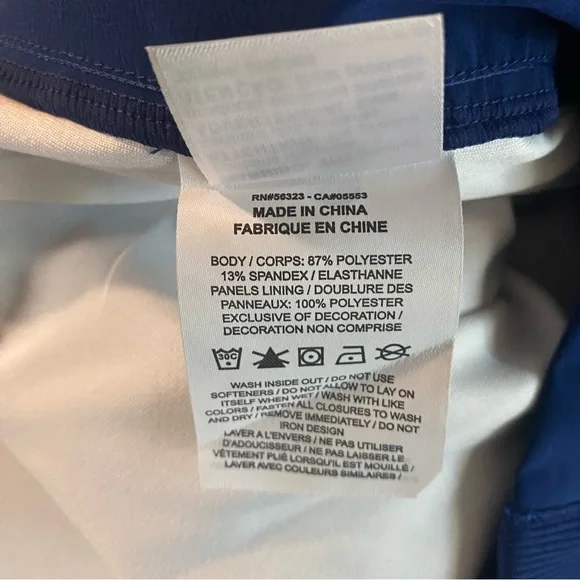 RN#56323 - CA#05553
MADE IN CHINA
FABRIQUE EN CHINE
BODY / CORPS: 87% POLYESTER
13% SPANDEX / ELASTHANNE
PANELS LINING / DOUBLURE DES
PANNEAUX: 100% POLYESTER
EXCLUSIVE OF DECORATION /
DECORATION NON COMPRISE
30C
WASH INSIDE OUT / DO NOT USE
SOFTENERS / DO NOT ALLOW TO LAY ON
ITSELF WHEN WET / WASH WITH LIKE
COLORS / FASTEN ALL CLOSURES TO WASH
AND DRY / REMOVE IMMEDIATELY / DO NOT
IRON DESIGN
LAVER A L'ENVERS / NE PAS UTILISER
D'ADOUCISSEUR / NE PAS LAISSER LE
VÊTEMENT PLIÉ LORSQU'IL EST MOUILLÉ /
LAVER AVEC COULEURS SIMILAIRES /